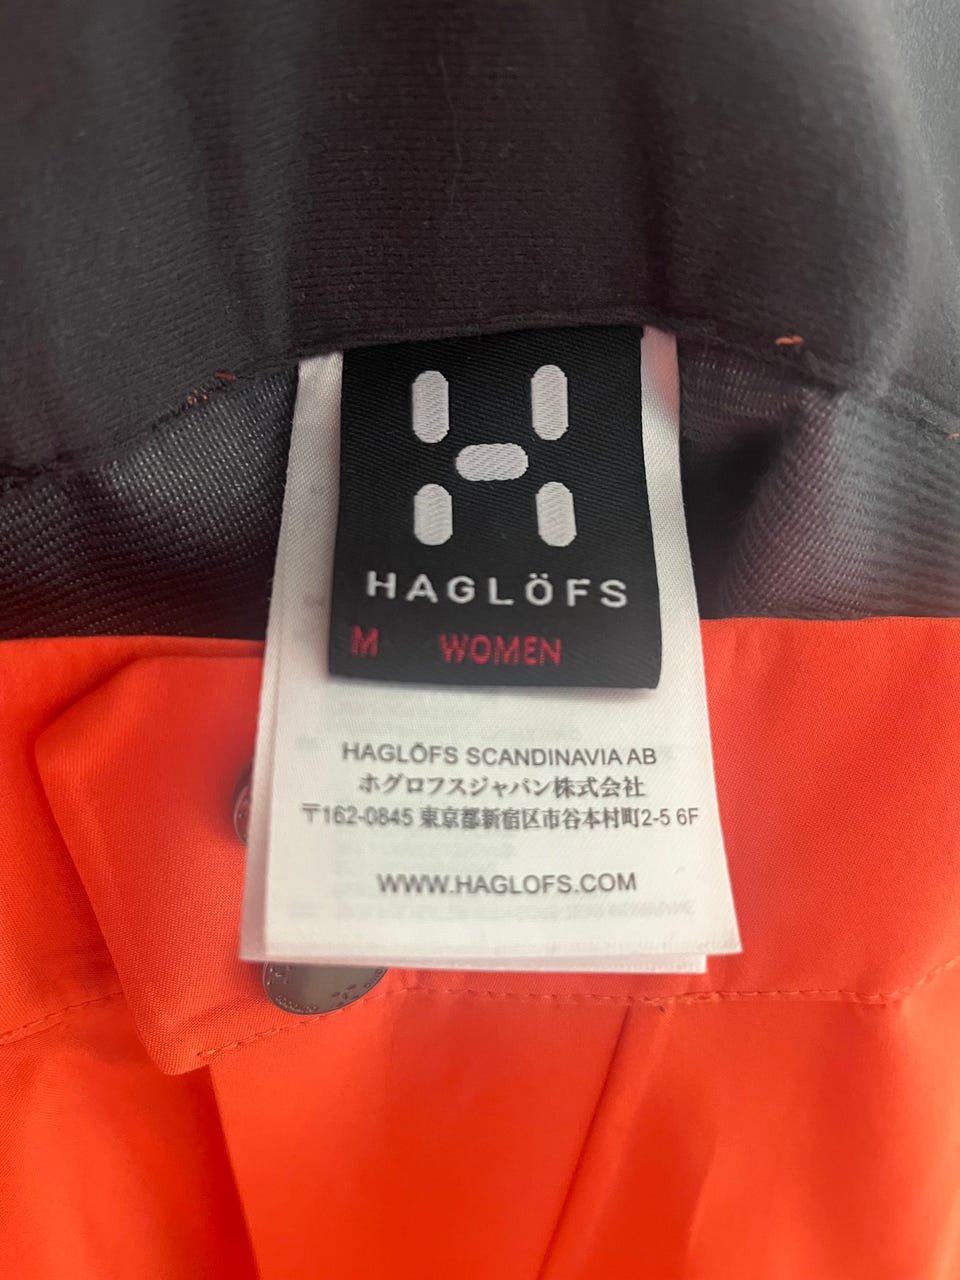 HAGLÖFS
M WOMEN
HAGLÖFS SCANDINAVIA AB
ホグロフスジャパン株式会社
〒162-0845 東京都新宿区市谷本村町2-5 6F
WWW.HAGLOFS.COM